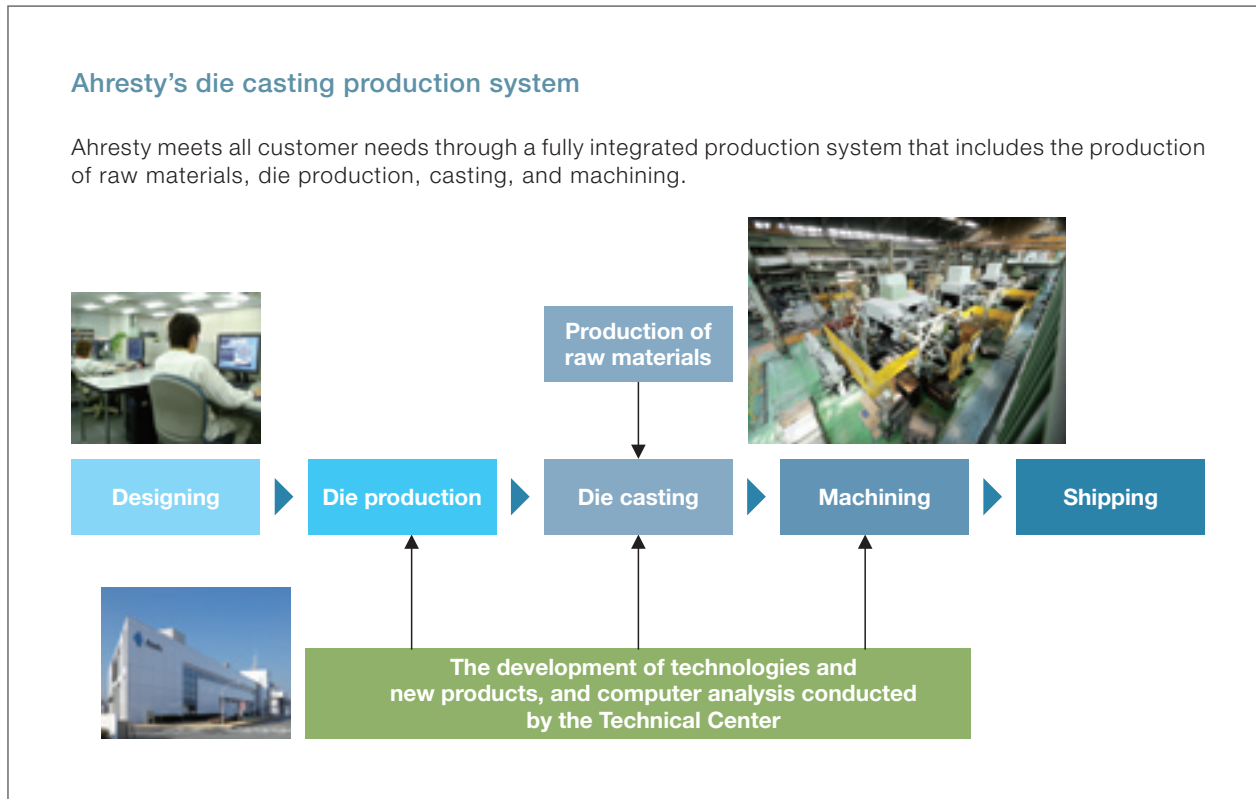 Ahresty's die casting production system
Ahresty meets all customer needs through a fully integrated production system that includes the production
of raw materials, die production, casting, and machining.
Production of
raw materials
Designing
Die production
Die casting
Machining
Shipping
The development of technologies and
new products, and computer analysis conducted
by the Technical Center